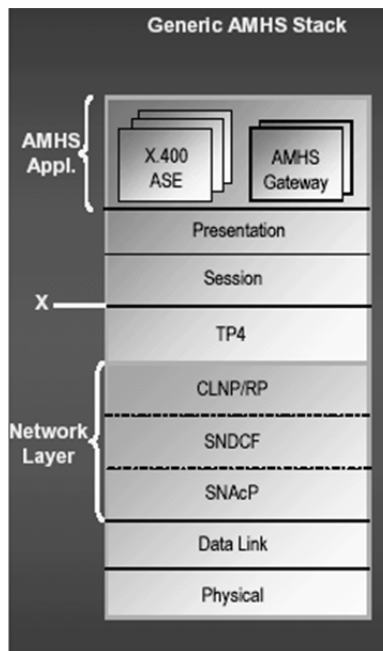 Generic AMHS Stack
AMHS
Appl.
X.400
ASE
AMHS
Gateway
Presentation
Session
X
TP4
CLNP/RP
Network
Layer
SNDCF
SNAcP
Data Link
Physical